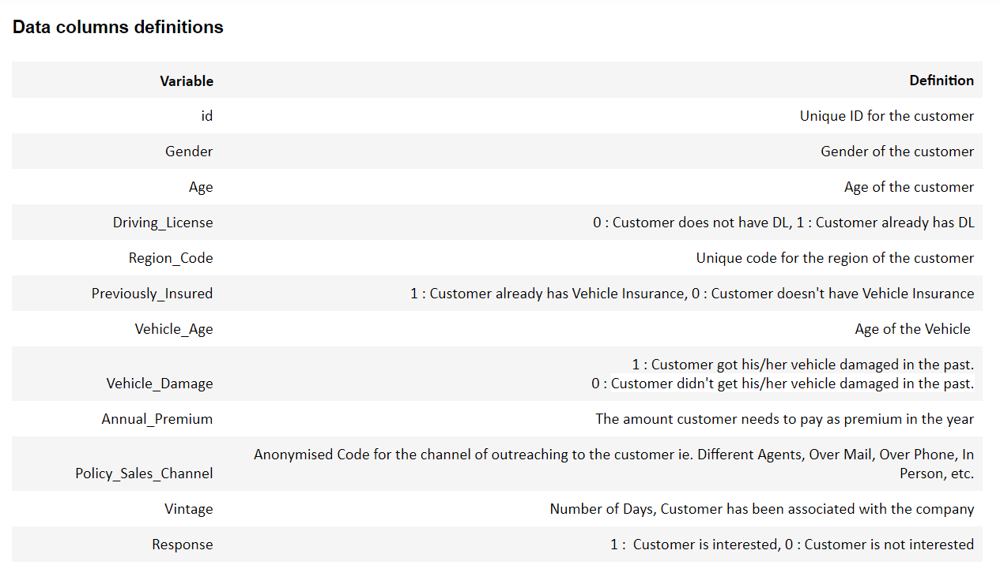 Data columns definitions
Variable Definition
id Unique ID for the customer
Gender Gender of the customer
Age Age of the customer
Driving_License 0 : Customer does not have DL, 1 : Customer already has DL
Region_Code Unique code for the region of the customer
Previously_Insured 1 : Customer already has Vehicle Insurance, 0 : Customer doesn't have Vehicle Insurance
Vehicle_Age Age of the Vehicle
1 : Customer got his/her vehicle damaged in the past.
Vehicle_Damage 0 : Customer didn't get his/her vehicle damaged in the past.
Annual_Premium The amount customer needs to pay as premium in the year
Anonymised Code for the channel of outreaching to the customer ie. Different Agents, Over Mail, Over Phone, In
Policy_Sales_Channel Person, etc.
Vintage Number of Days, Customer has been associated with the company
Response 1 : Customer is interested, 0 : Customer is not interested